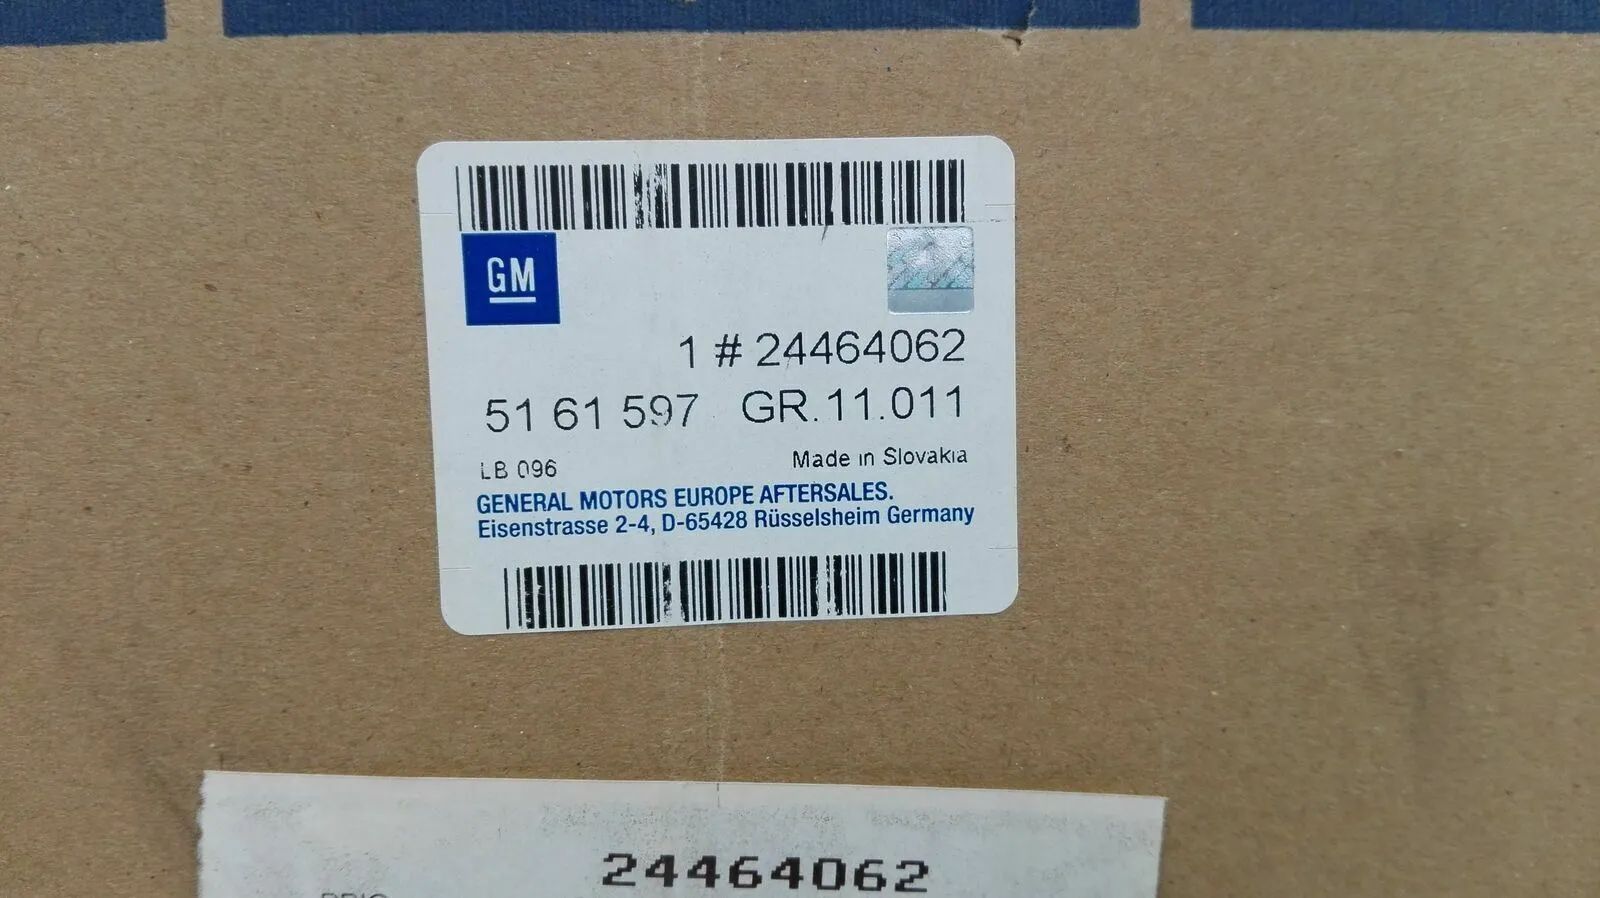 GM
1 # 24464062
51 61 597 GR.11.011
LB 096 Made in Slovakia
GENERAL MOTORS EUROPE AFTERSALES.
Eisenstrasse 2-4, D-65428 Rüsselsheim Germany
24464062